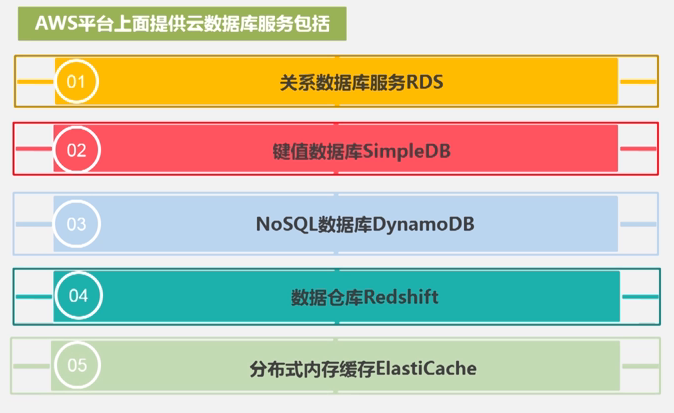 AWS平台上面提供云数据库服务包括
01 关系数据库服务RDS
02 键值数据库SimpleDB
03 NoSQL数据库DynamoDB
04 数据仓库Redshift
05 分布式内存缓存ElastiCache